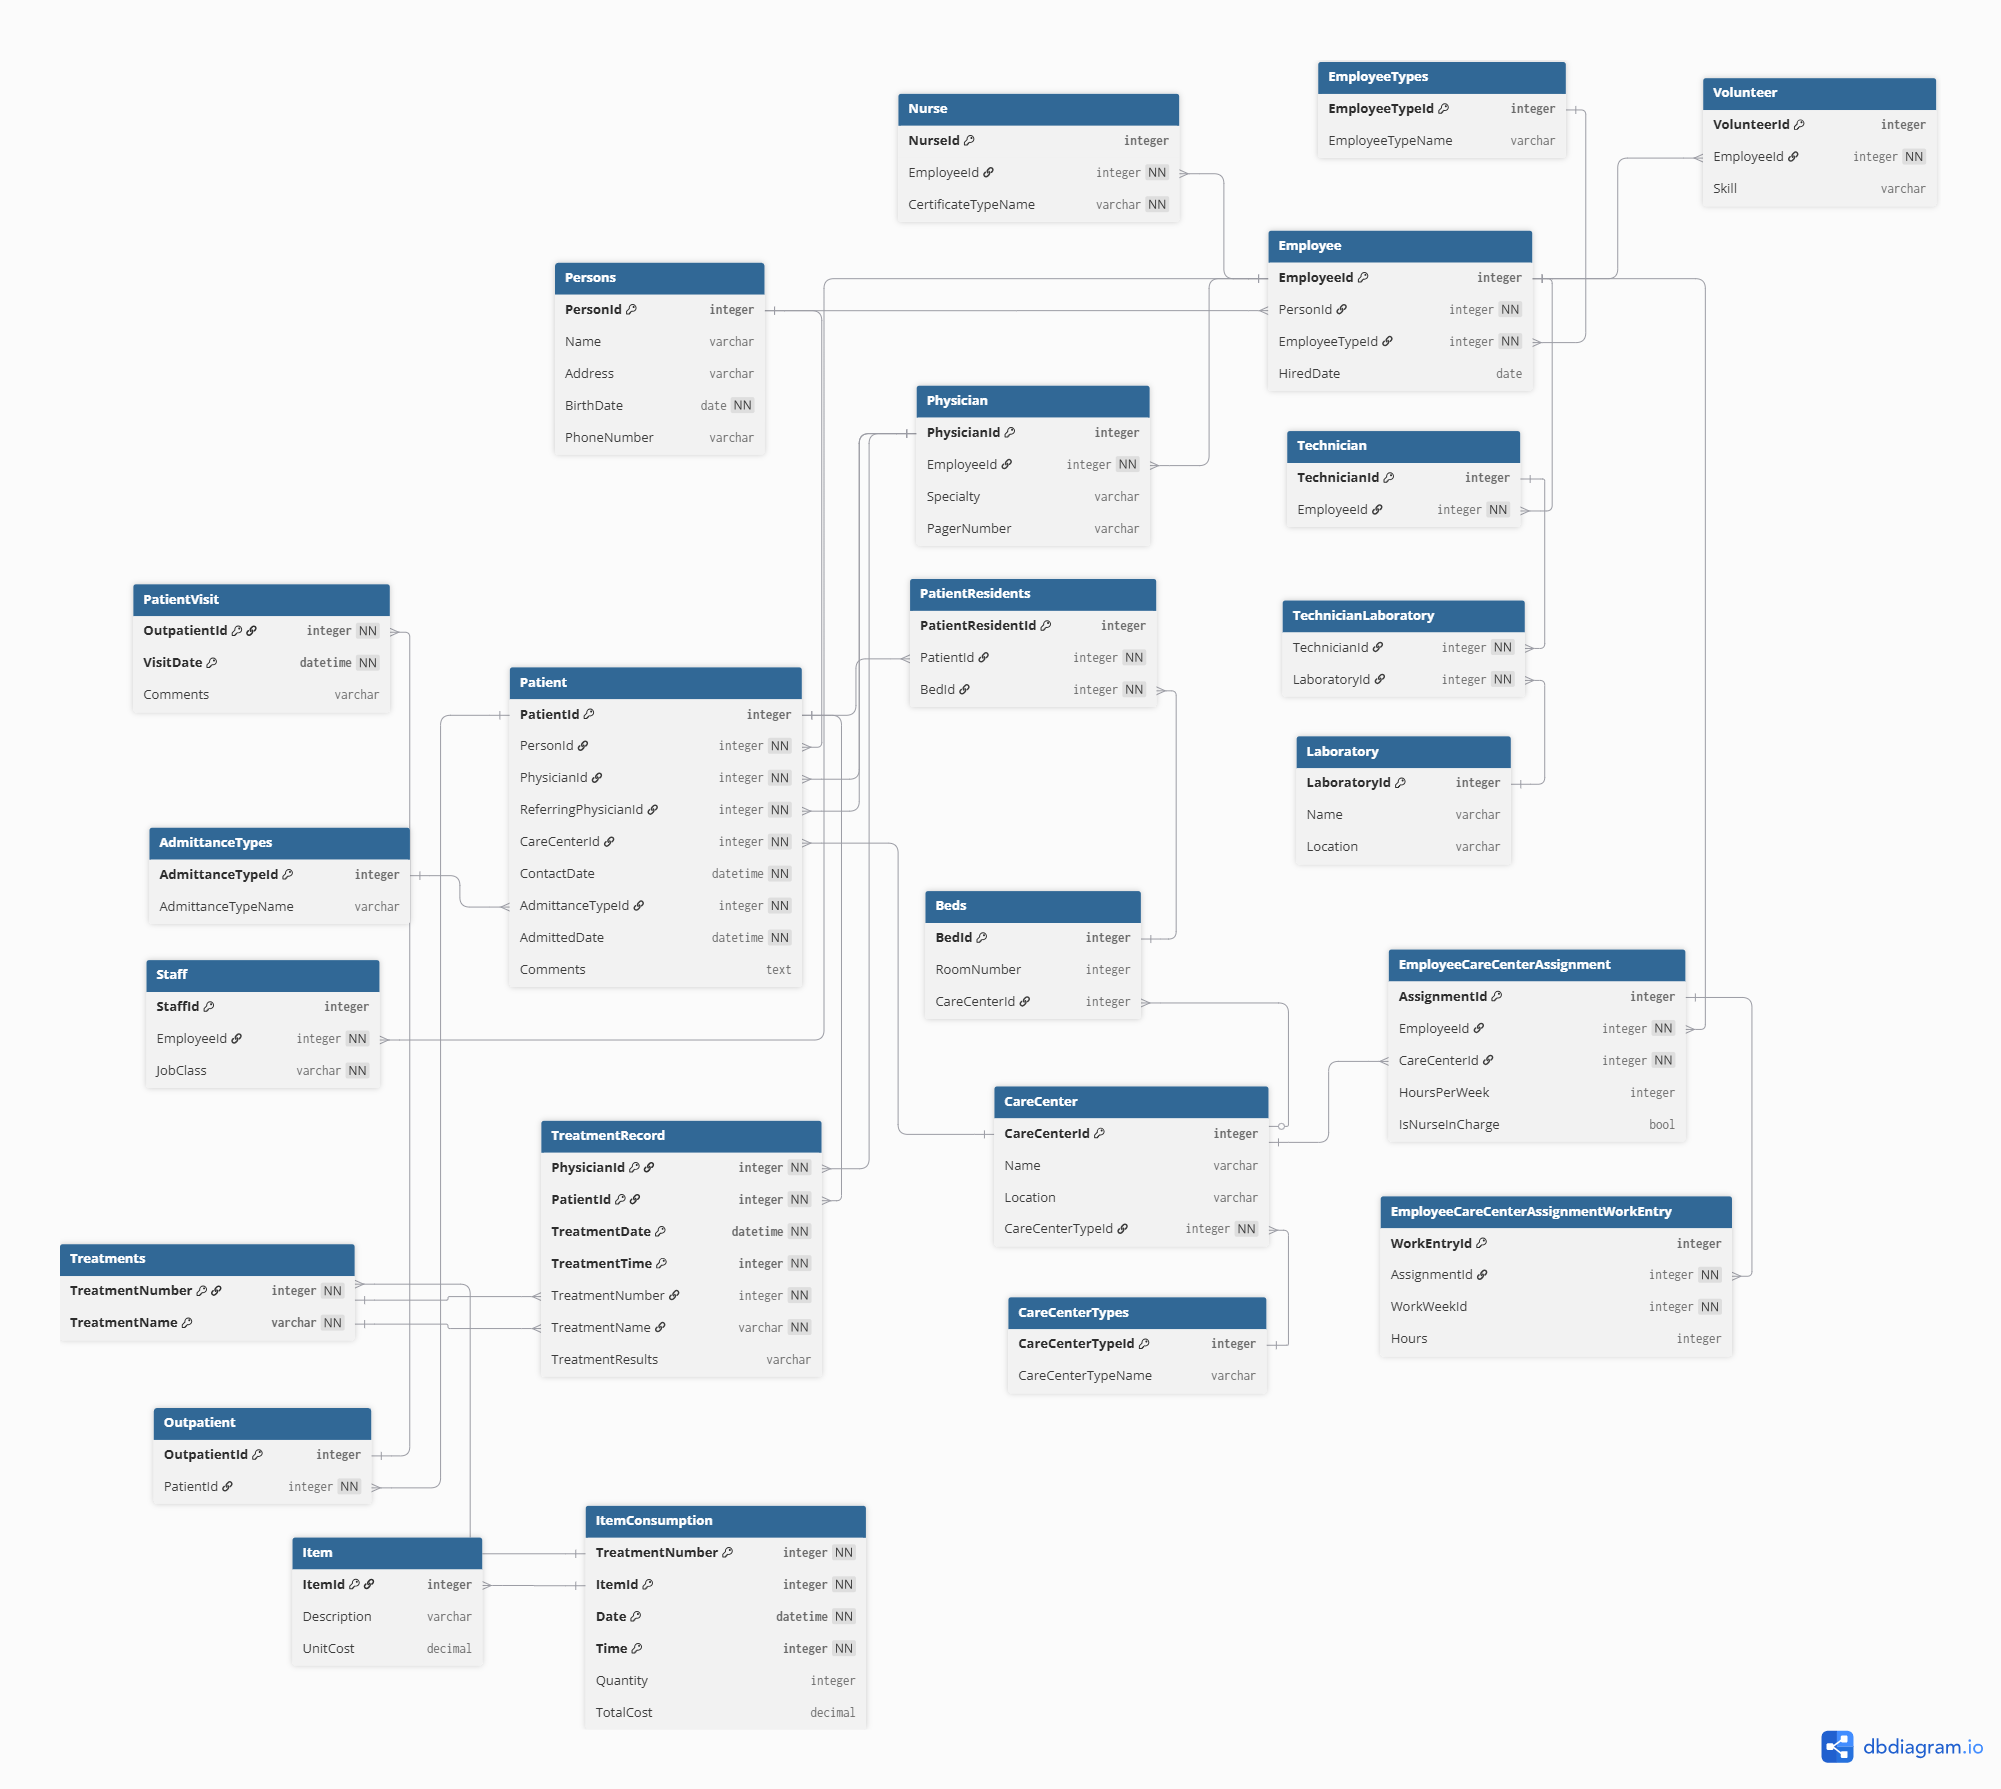 EmployeeTypes
EmployeeTypeId integer
EmployeeTypeName varchar
Volunteer
VolunteerId integer
EmployeeId integer NN
Skill varchar
Nurse
NurseId integer
EmployeeId integer NN
CertificateTypeName varchar NN
Employee
EmployeeId integer
PersonId integer NN
EmployeeTypeId integer NN
HiredDate date
Persons
PersonId integer
Name varchar
Address varchar
BirthDate date NN
PhoneNumber varchar
Physician
PhysicianId integer
EmployeeId integer NN
Specialty varchar
PagerNumber varchar
Technician
TechnicianId integer
EmployeeId integer NN
PatientVisit
OutpatientId integer NN
VisitDate datetime NN
Comments varchar
PatientResidents
PatientResidentId integer
PatientId integer NN
BedId integer NN
TechnicianLaboratory
TechnicianId integer NN
LaboratoryId integer NN
Patient
PatientId integer
PersonId integer NN
PhysicianId integer NN
ReferringPhysicianId integer NN
CareCenterId integer NN
ContactDate datetime NN
AdmittanceTypeId integer NN
AdmittedDate datetime NN
Comments text
Laboratory
LaboratoryId integer
Name varchar
Location varchar
AdmittanceTypes
AdmittanceTypeId integer
AdmittanceTypeName varchar
Beds
BedId integer
RoomNumber integer
CareCenterId integer
Staff
StaffId integer
EmployeeId integer NN
JobClass varchar NN
EmployeeCareCenterAssignment
AssignmentId integer
EmployeeId integer NN
CareCenterId integer NN
HoursPerWeek integer
IsNurseInCharge bool
CareCenter
CareCenterId integer
Name varchar
Location varchar
CareCenterTypeId integer NN
TreatmentRecord
PhysicianId integer NN
PatientId integer NN
TreatmentDate datetime NN
TreatmentTime integer NN
TreatmentNumber integer NN
TreatmentName varchar NN
TreatmentResults varchar
EmployeeCareCenterAssignmentWorkEntry
WorkEntryId integer
AssignmentId integer NN
WorkWeekId integer NN
Hours integer
Treatments
TreatmentNumber integer NN
TreatmentName varchar NN
CareCenterTypes
CareCenterTypeId integer
CareCenterTypeName varchar
Outpatient
OutpatientId integer
PatientId integer NN
Item
ItemId integer
Description varchar
UnitCost decimal
ItemConsumption
TreatmentNumber integer NN
ItemId integer NN
Date datetime NN
Time integer NN
Quantity integer
TotalCost decimal
dbdiagram.io